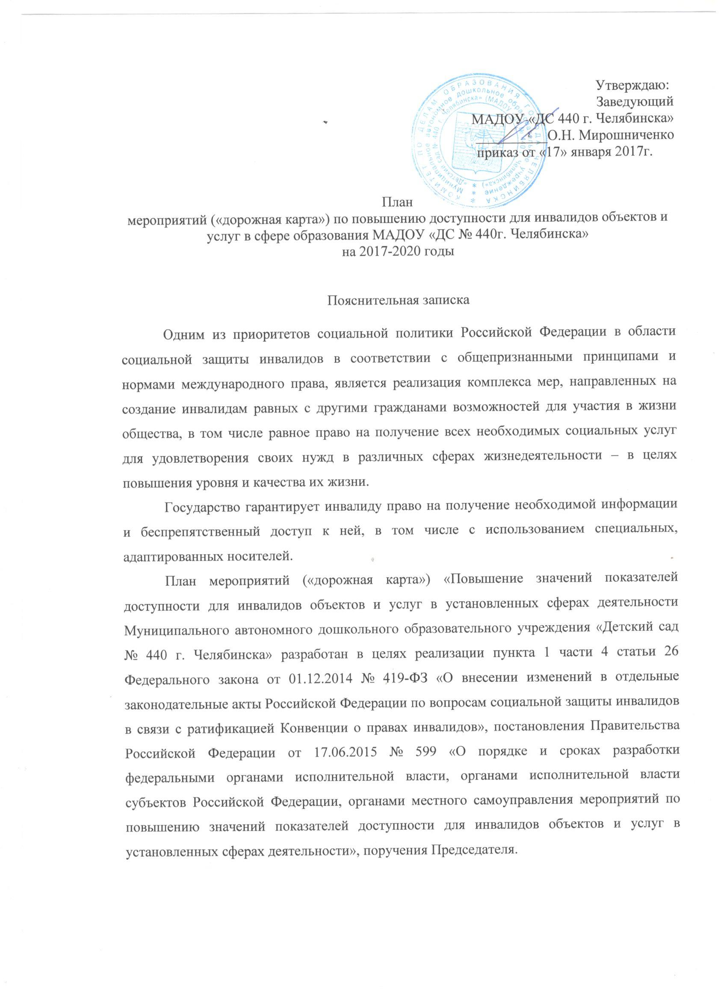 Утверждаю:
Заведующий
МАДОУ «ДС 440 г. Челябинска»
__________О.Н. Мирошниченко
приказ от «17» января 2017г.
КОМИТЕТ ПО ДЕЛАМ ОБРАЗОВАНИЯ ГОРОДА ЧЕЛЯБИНСКА
Муниципальное автономное дошкольное образовательное учреждение
«Детский сад № 440 г. Челябинска» (МАДОУ № 440 г. Челябинска»)
План
мероприятий («дорожная карта») по повышению доступности для инвалидов объектов и
услуг в сфере образования МАДОУ «ДС № 440г. Челябинска»
на 2017-2020 годы
Пояснительная записка
Одним из приоритетов социальной политики Российской Федерации в области
социальной защиты инвалидов в соответствии с общепризнанными принципами и
нормами международного права, является реализация комплекса мер, направленных на
создание инвалидам равных с другими гражданами возможностей для участия в жизни
общества, в том числе равное право на получение всех необходимых социальных услуг
для удовлетворения своих нужд в различных сферах жизнедеятельности – в целях
повышения уровня и качества их жизни.
Государство гарантирует инвалиду право на получение необходимой информации
и беспрепятственный доступ к ней, в том числе с использованием специальных,
адаптированных носителей.
План мероприятий («дорожная карта») «Повышение значений показателей
доступности для инвалидов объектов и услуг в установленных сферах деятельности
Муниципального автономного дошкольного образовательного учреждения «Детский сад
№ 440 г. Челябинска» разработан в целях реализации пункта 1 части 4 статьи 26
Федерального закона от 01.12.2014 № 419-ФЗ «О внесении изменений в отдельные
законодательные акты Российской Федерации по вопросам социальной защиты инвалидов
в связи с ратификацией Конвенции о правах инвалидов», постановления Правительства
Российской Федерации от 17.06.2015 № 599 «О порядке и сроках разработки
федеральными органами исполнительной власти, органами исполнительной власти
субъектов Российской Федерации, органами местного самоуправления мероприятий по
повышению значений показателей доступности для инвалидов объектов и услуг в
установленных сферах деятельности», поручения Председателя.